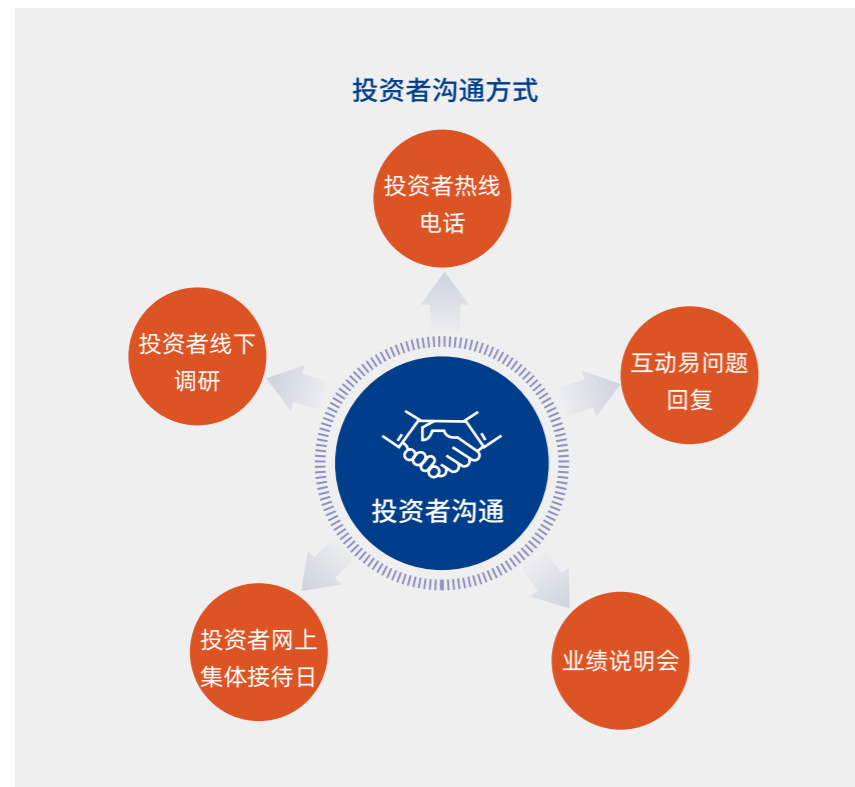 投资者沟通方式
投资者热线
电话
投资者线下
调研
互动易问题
回复
投资者沟通
投资者网上
集体接待日
业绩说明会